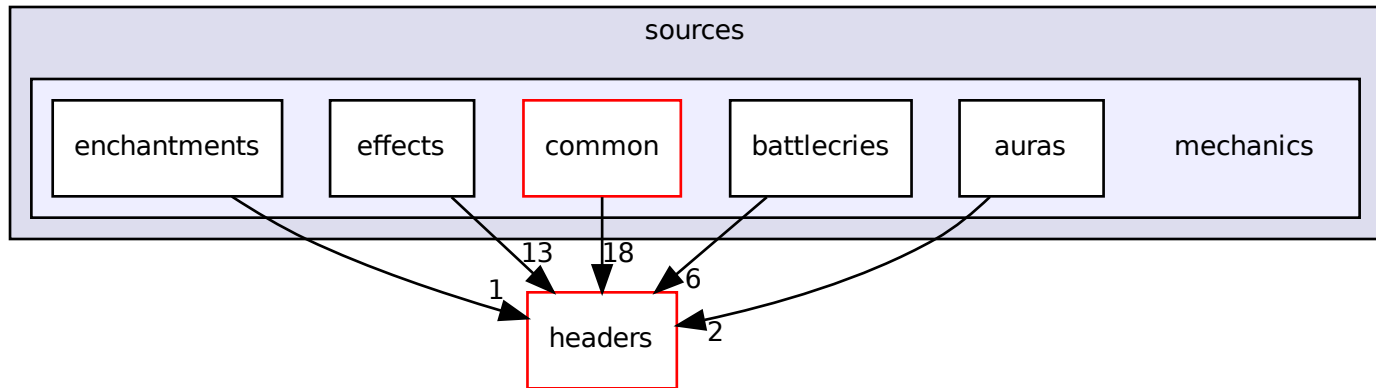 sources
enchantments
effects
common
battlecries
auras
mechanics
13
18
6
1
2
headers